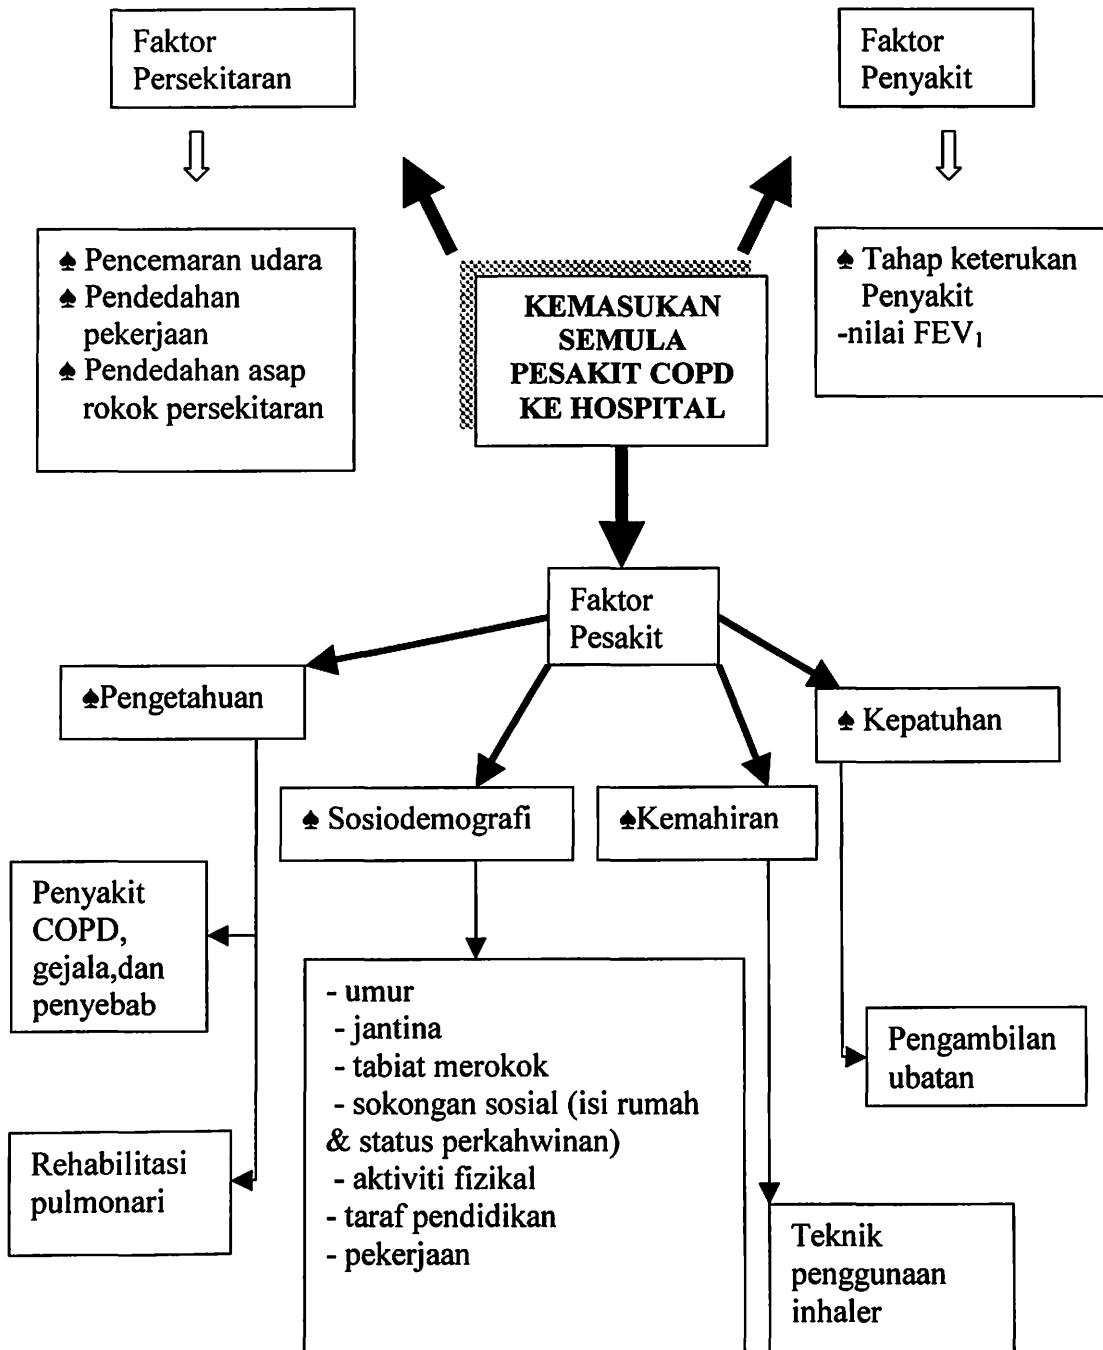 Faktor
Persekitaran
Faktor
Penyakit
♠ Pencemaran udara
♠ Pendedahan
pekerjaan
♠ Pendedahan asap
rokok persekitaran
KEMASUKAN
SEMULA
PESAKIT COPD
KE HOSPITAL
♠ Tahap keterukan
Penyakit
-nilai FEV₁
Faktor
Pesakit
♠Pengetahuan
♠ Kepatuhan
♠ Sosiodemografi
♠Kemahiran
Penyakit
COPD,
gejala,dan
penyebab
- umur
- jantina
- tabiat merokok
- sokongan sosial (isi rumah
& status perkahwinan)
- aktiviti fizikal
- taraf pendidikan
- pekerjaan
Pengambilan
ubatan
Rehabilitasi
pulmonari
Teknik
penggunaan
inhaler